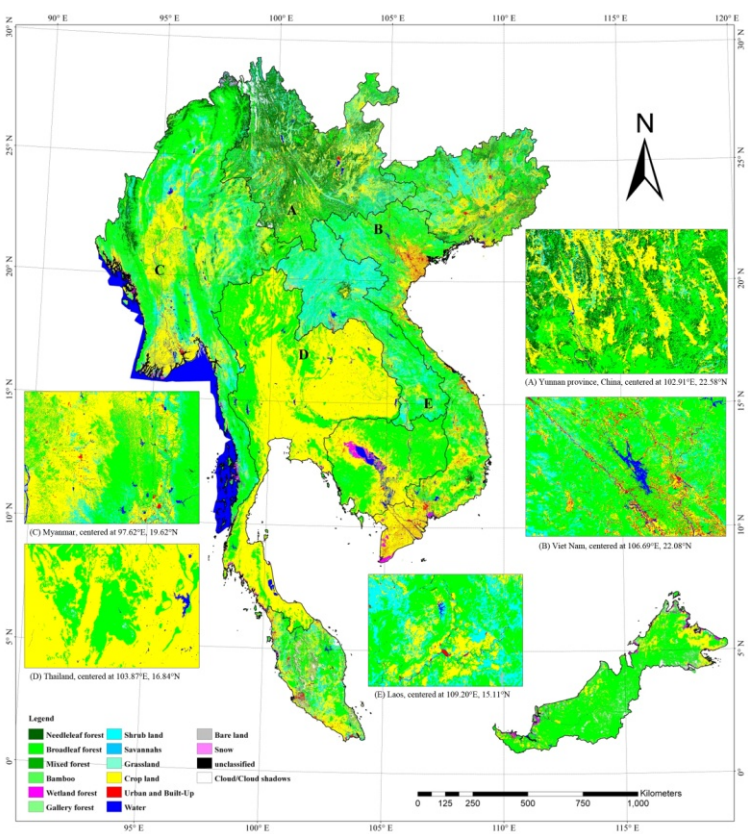 90° E 95° E 100° E 105° E 110° E 115° E 120° E
30° N 30° N
25° N 25° N
20° N 20° N
15° N 15° N
10° N 10° N
5° N 5° N
0° 0°
N
A
B
C
D
E
(A) Yunnan province, China, centered at 102.91°E, 22.58°N
(C) Myanmar, centered at 97.62°E, 19.62°N
(B) Viet Nam, centered at 106.69°E, 22.08°N
(D) Thailand, centered at 103.87°E, 16.84°N
(E) Laos, centered at 109.20°E, 15.11°N
Legend
Needleleaf forest Shrub land Bare land
Broadleaf forest Savannahs Snow
Mixed forest Grassland unclassified
Bamboo Crop land Cloud/Cloud shadows
Wetland forest Urban and Built-Up
Gallery forest Water
Kilometers
0 125 250 500 750 1,000
95° E 100° E 105° E 110° E 115° E